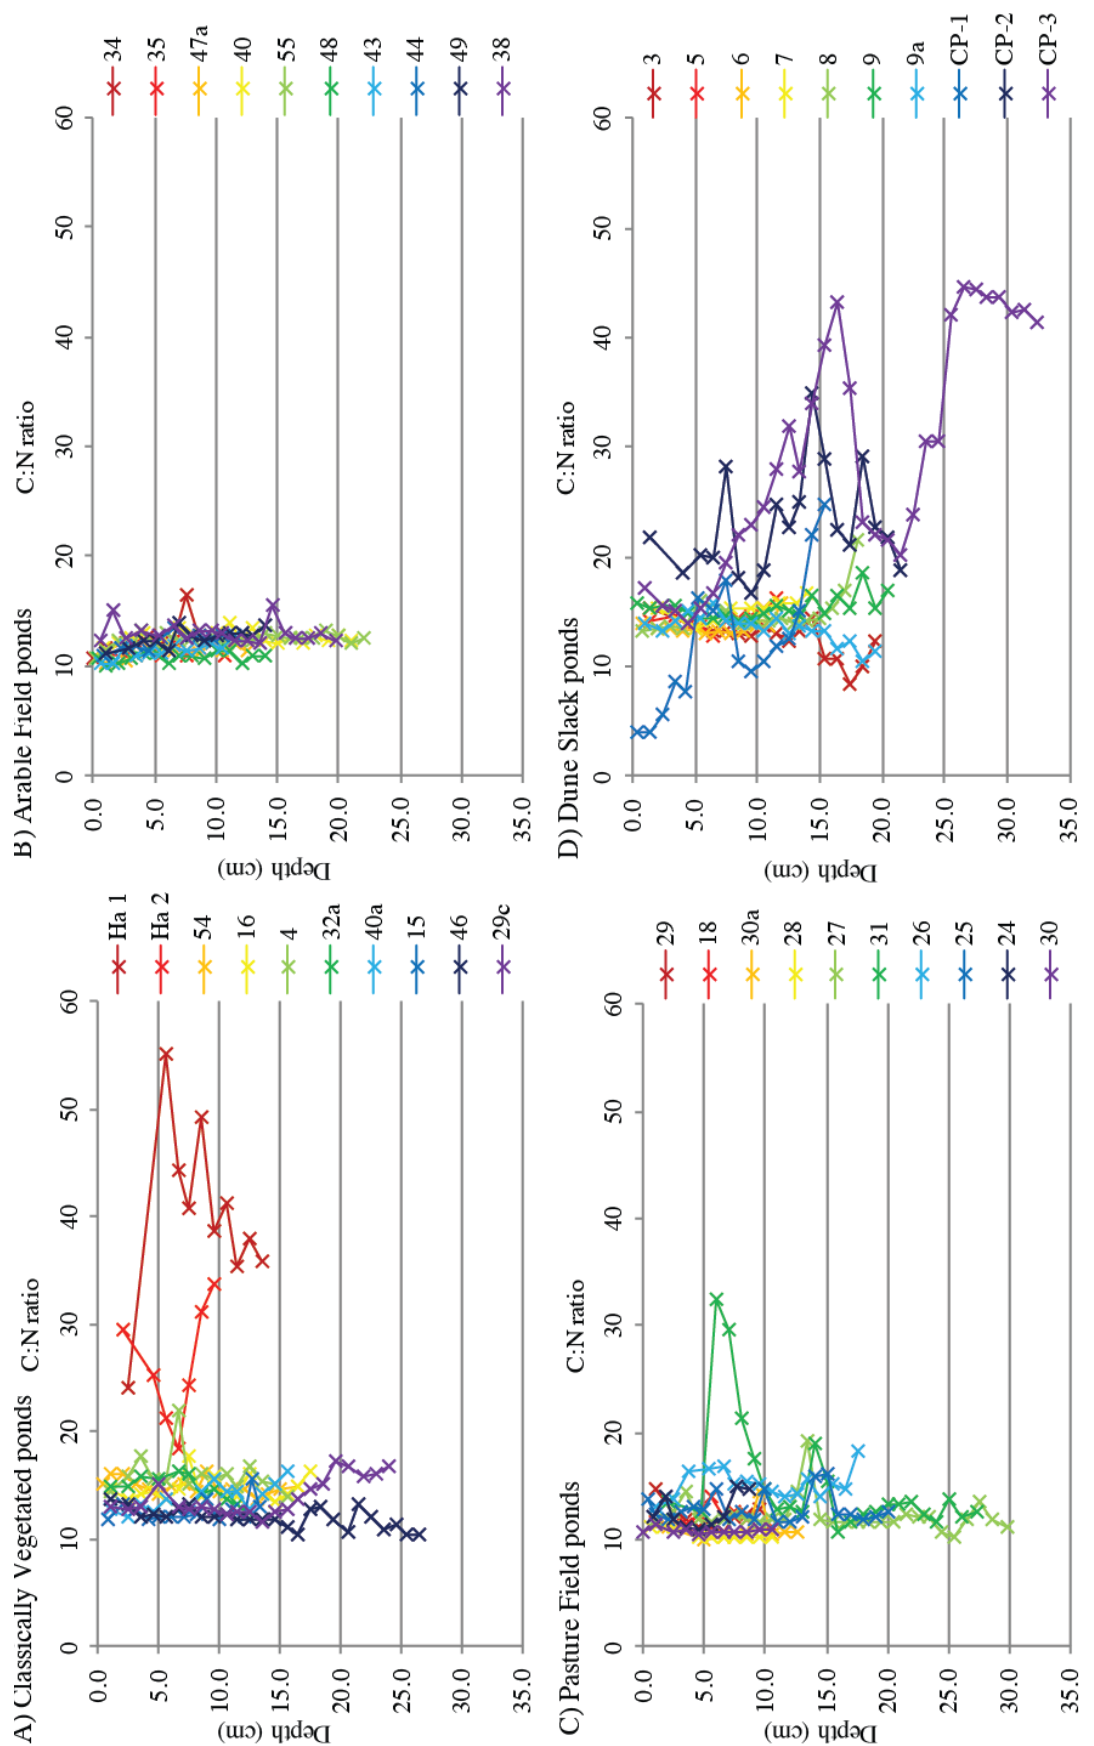 A) Classically Vegetated ponds
C:N ratio
0 10 20 30 40 50 60
0.0
5.0
10.0
15.0
20.0
25.0
30.0
35.0
Depth (cm)
Ha 1
Ha 2
54
16
4
32a
40a
15
46
29c
B) Arable Field ponds
C:N ratio
0 10 20 30 40 50 60
0.0
5.0
10.0
15.0
20.0
25.0
30.0
35.0
Depth (cm)
34
35
47a
40
55
48
43
44
49
38
C) Pasture Field ponds
C:N ratio
0 10 20 30 40 50 60
0.0
5.0
10.0
15.0
20.0
25.0
30.0
35.0
Depth (cm)
29
18
30a
28
27
31
26
25
24
30
D) Dune Slack ponds
C:N ratio
0 10 20 30 40 50 60
0.0
5.0
10.0
15.0
20.0
25.0
30.0
35.0
Depth (cm)
3
5
6
7
8
9
9a
CP-1
CP-2
CP-3